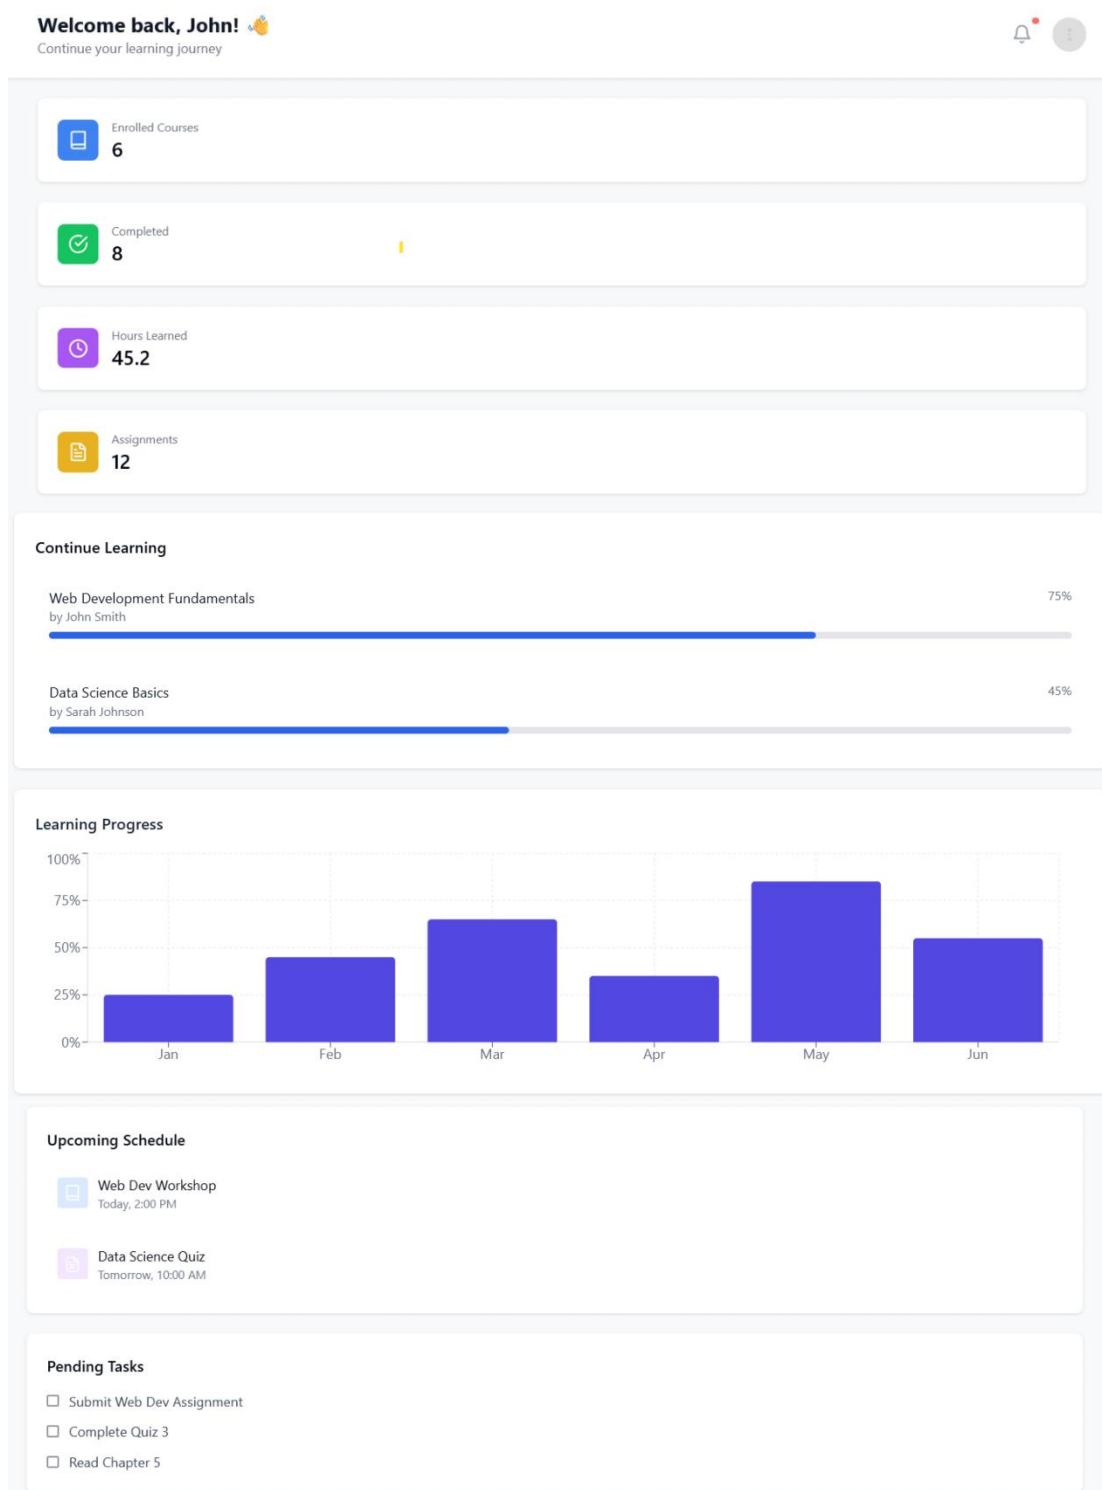 Welcome back, John! 👋
Continue your learning journey
Enrolled Courses
6
Completed
8
Hours Learned
45.2
Assignments
12
Continue Learning
Web Development Fundamentals
75%
by John Smith
Data Science Basics
45%
by Sarah Johnson
Learning Progress
100%
75%
50%
25%
0%
Jan Feb Mar Apr May Jun
Upcoming Schedule
Web Dev Workshop
Today, 2:00 PM
Data Science Quiz
Tomorrow, 10:00 AM
Pending Tasks
Submit Web Dev Assignment
Complete Quiz 3
Read Chapter 5